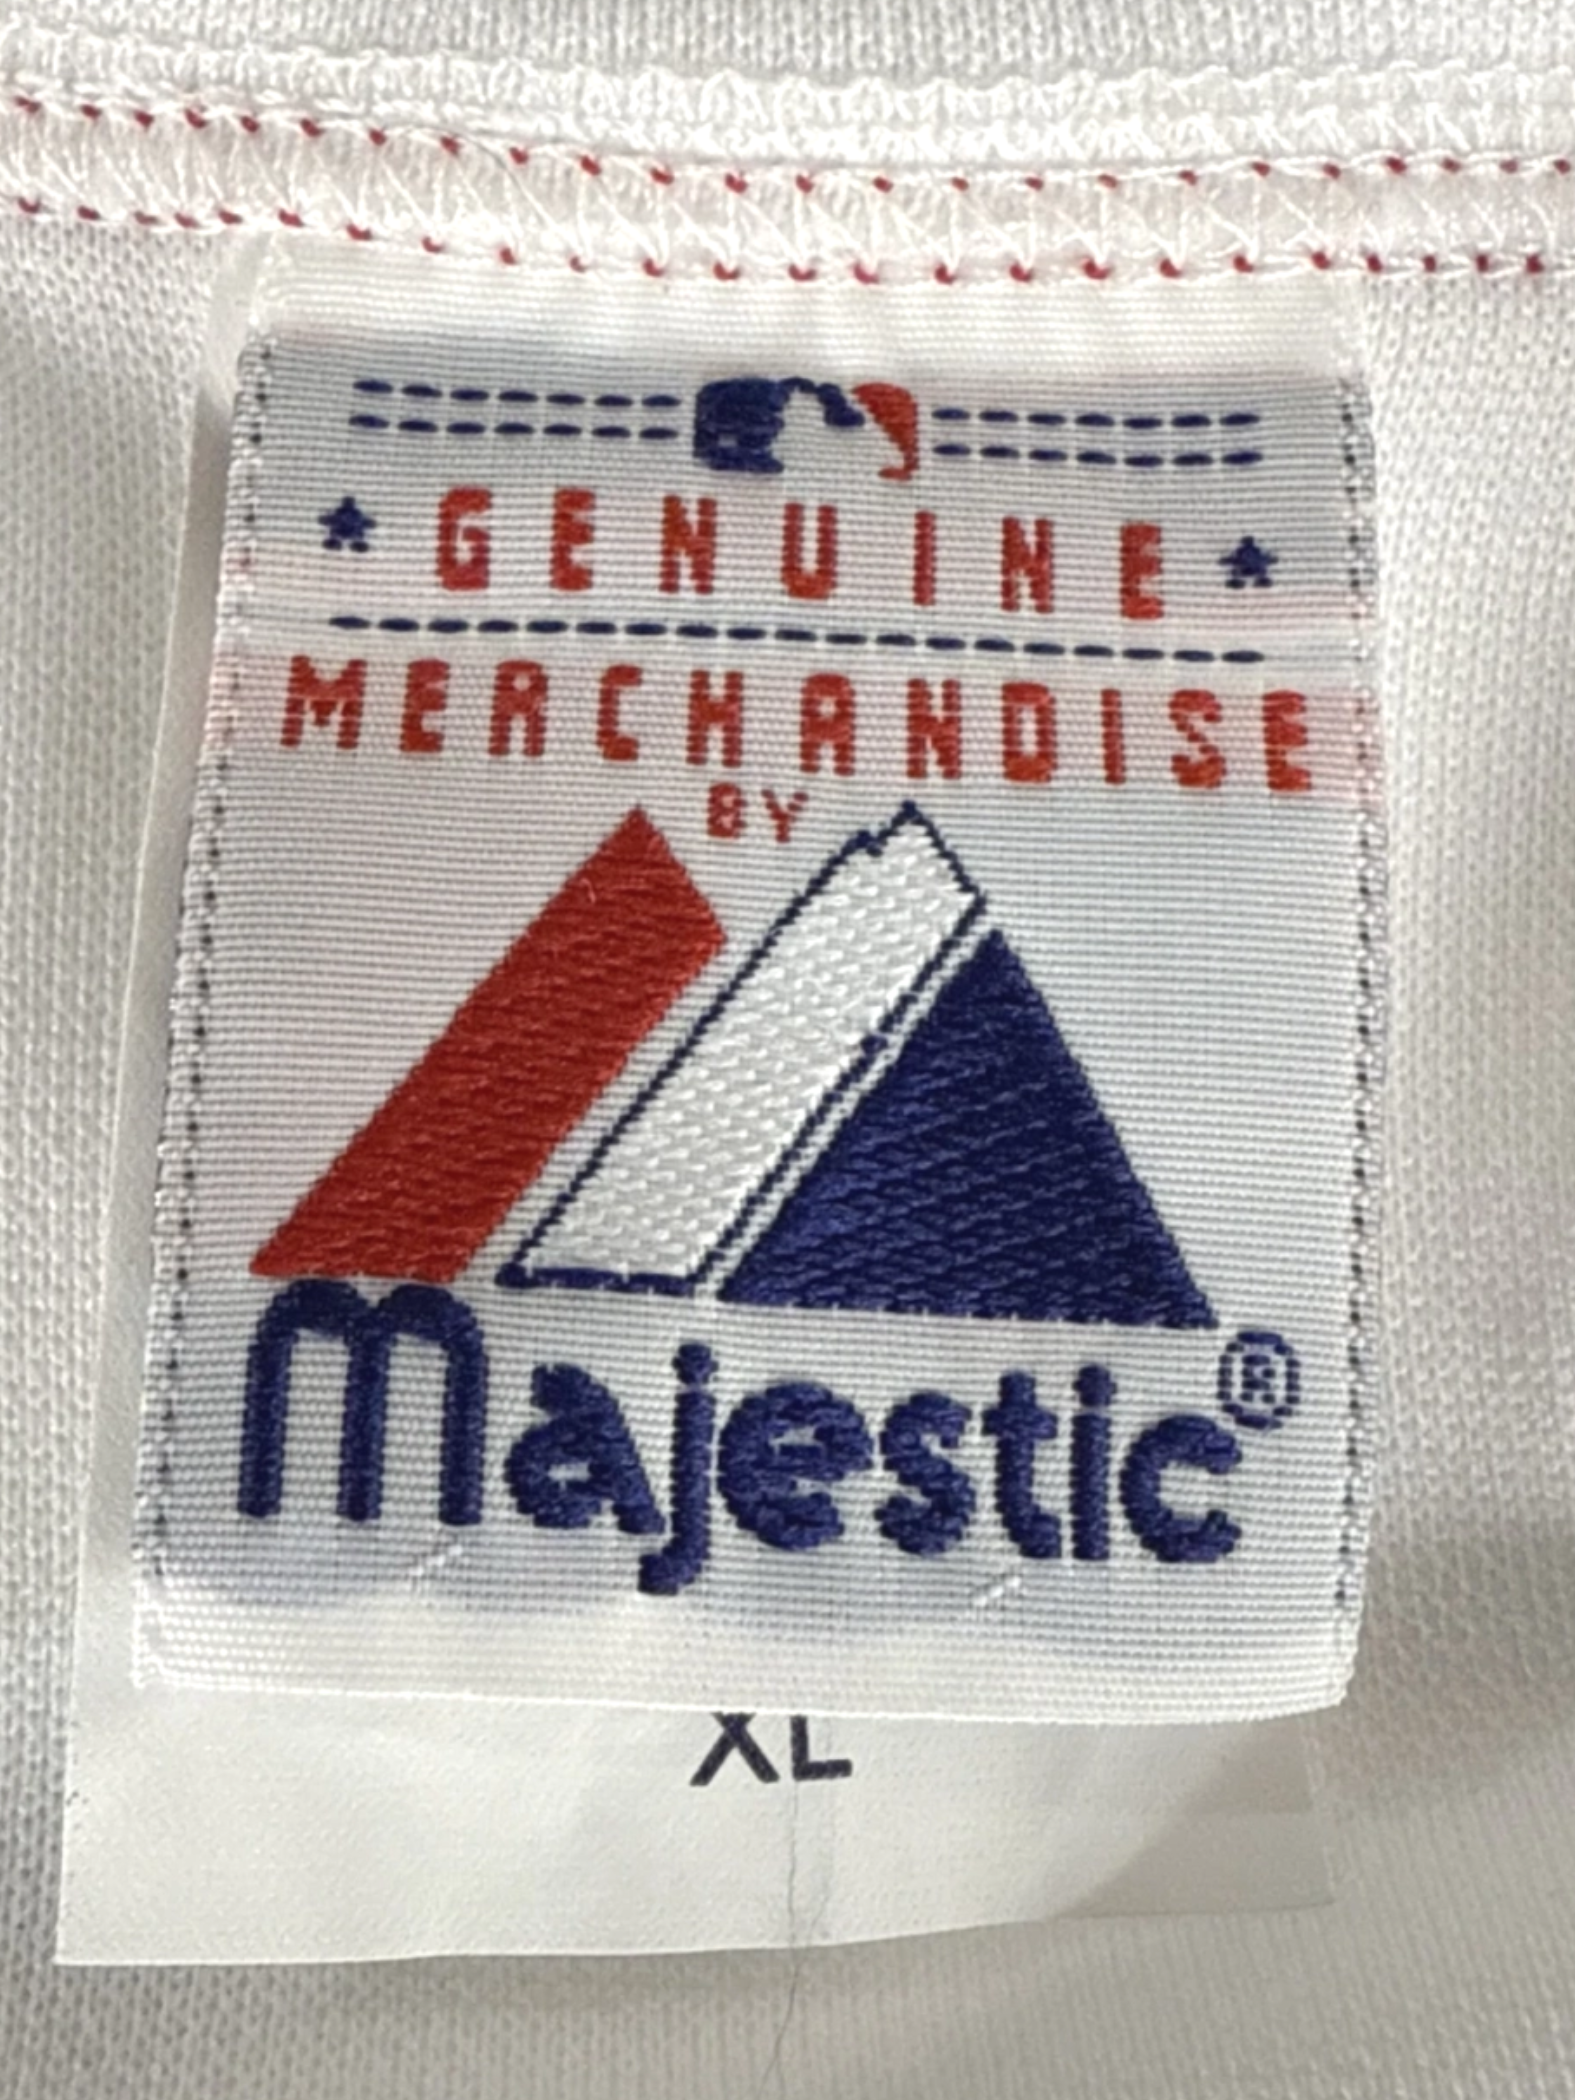 GENUINE
MERCHANDISE
BY
Majestic®
XL